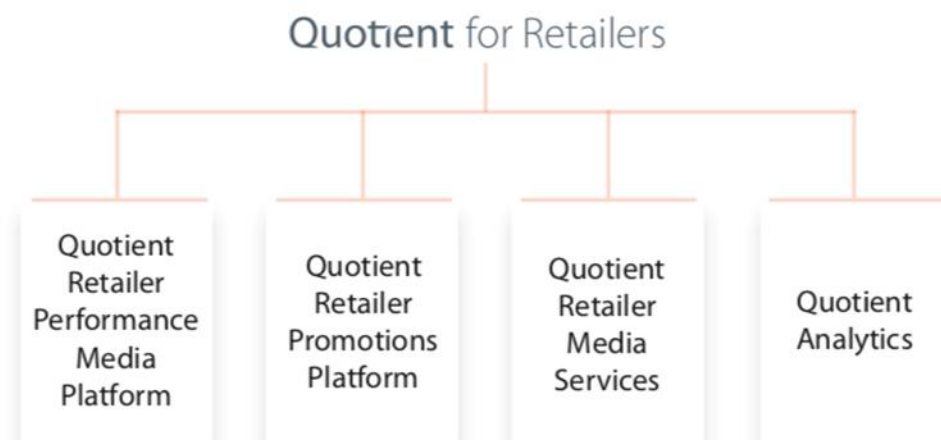 Quotient for Retailers
Quotient
Retailer
Performance
Media
Platform
Quotient
Retailer
Promotions
Platform
Quotient
Retailer
Media
Services
Quotient
Analytics